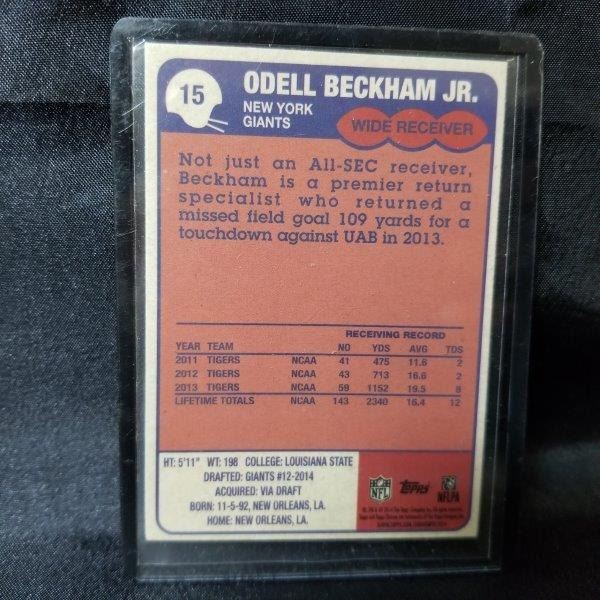 15
ODELL BECKHAM JR.
NEW YORK
GIANTS
WIDE RECEIVER
Not just an All-SEC receiver,
Beckham is a premier return
specialist who returned a
missed field goal 109 yards for a
touchdown against UAB in 2013.
RECEIVING RECORD
YEAR TEAM NO YDS AVG TDS
2011 TIGERS NCAA 41 475 11.6 2
2012 TIGERS NCAA 43 713 16.6 2
2013 TIGERS NCAA 59 1152 19.5 8
LIFETIME TOTALS NCAA 143 2340 16.4 12
HT: 5'11" WT: 198 COLLEGE: LOUISIANA STATE
DRAFTED: GIANTS #12-2014
ACQUIRED: VIA DRAFT
BORN: 11-5-92, NEW ORLEANS, LA.
HOME: NEW ORLEANS, LA.
NFL
Topps
NFLPA